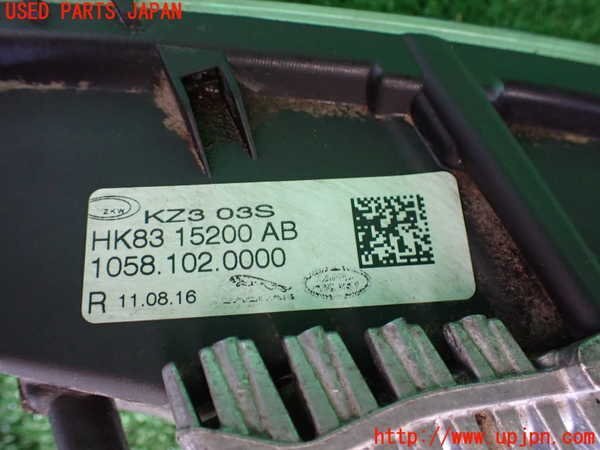 USED PARTS JAPAN
ZKW
KZ3 03S
HK83 15200 AB
1058.102.0000
R 11.08.16
http://www.upjpn.com